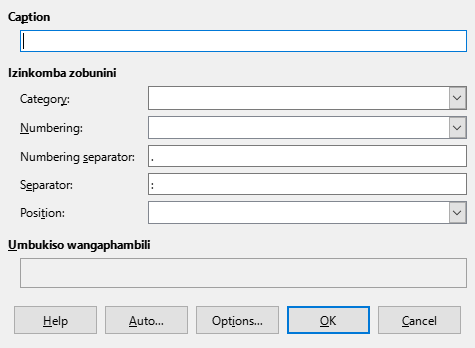 Caption
Izinkomba zobunini
Category:
Numbering:
Numbering separator: .
Separator: :
Position:
Umbukiso wangaphambili
Help Auto... Options... OK Cancel